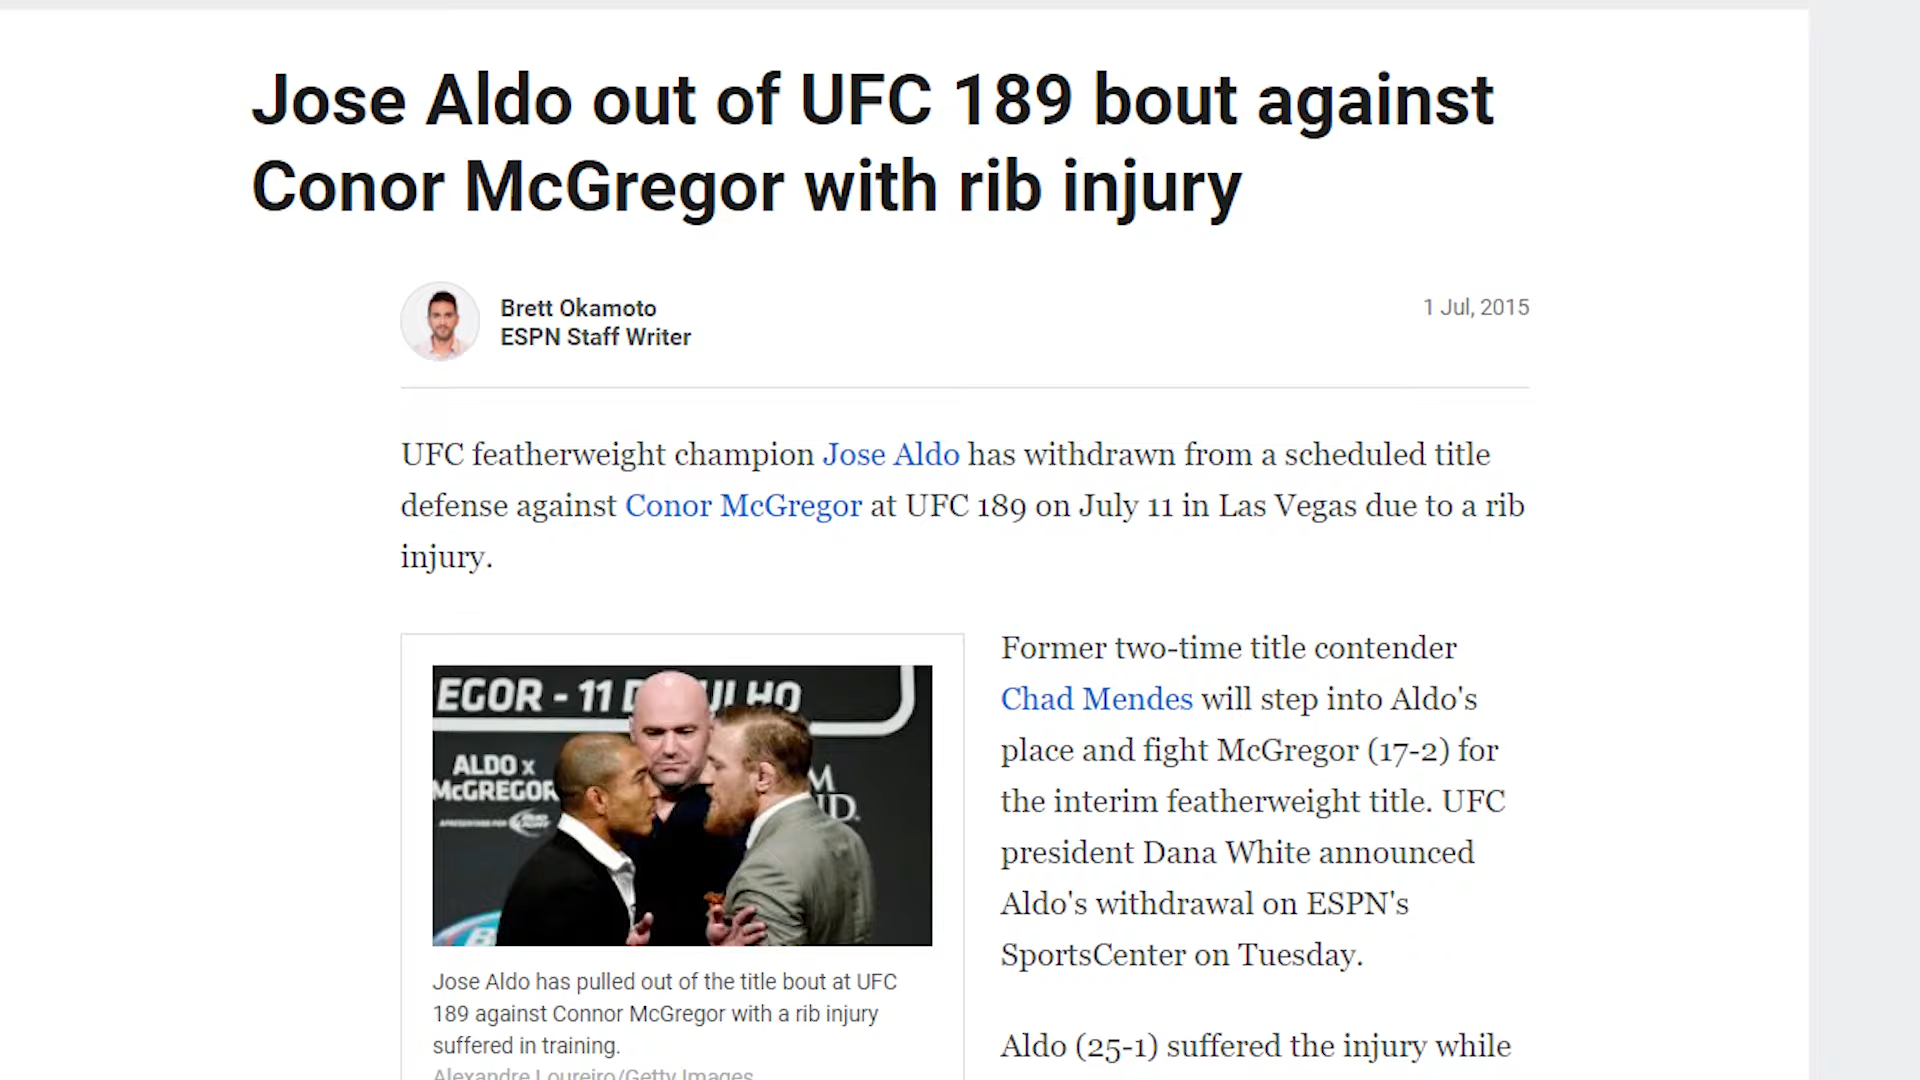 Jose Aldo out of UFC 189 bout against
Conor McGregor with rib injury
Brett Okamoto
ESPN Staff Writer
1 Jul, 2015
UFC featherweight champion Jose Aldo has withdrawn from a scheduled title
defense against Conor McGregor at UFC 189 on July 11 in Las Vegas due to a rib
injury.
EGOR - 11 D ULHO
ALDO x
McGREGOR
M
D.
Jose Aldo has pulled out of the title bout at UFC
189 against Connor McGregor with a rib injury
suffered in training.
Alexandre Loureiro/Getty Images
Former two-time title contender
Chad Mendes will step into Aldo's
place and fight McGregor (17-2) for
the interim featherweight title. UFC
president Dana White announced
Aldo's withdrawal on ESPN's
SportsCenter on Tuesday.
Aldo (25-1) suffered the injury while